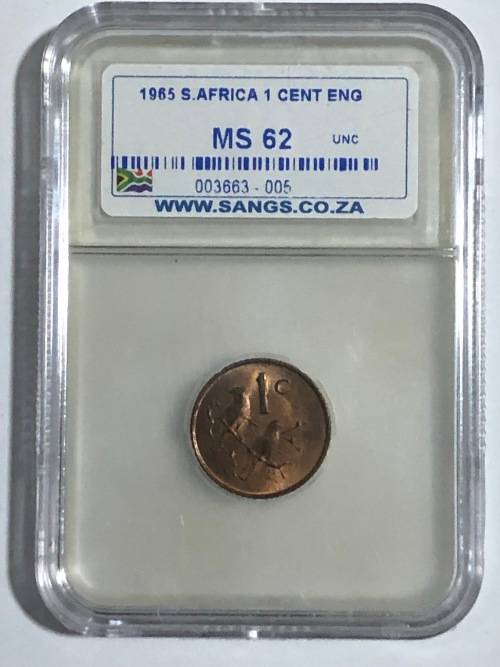 1965 S.AFRICA 1 CENT ENG
MS 62 UNC
003663 - 005
WWW.SANGS.CO.ZA
1C